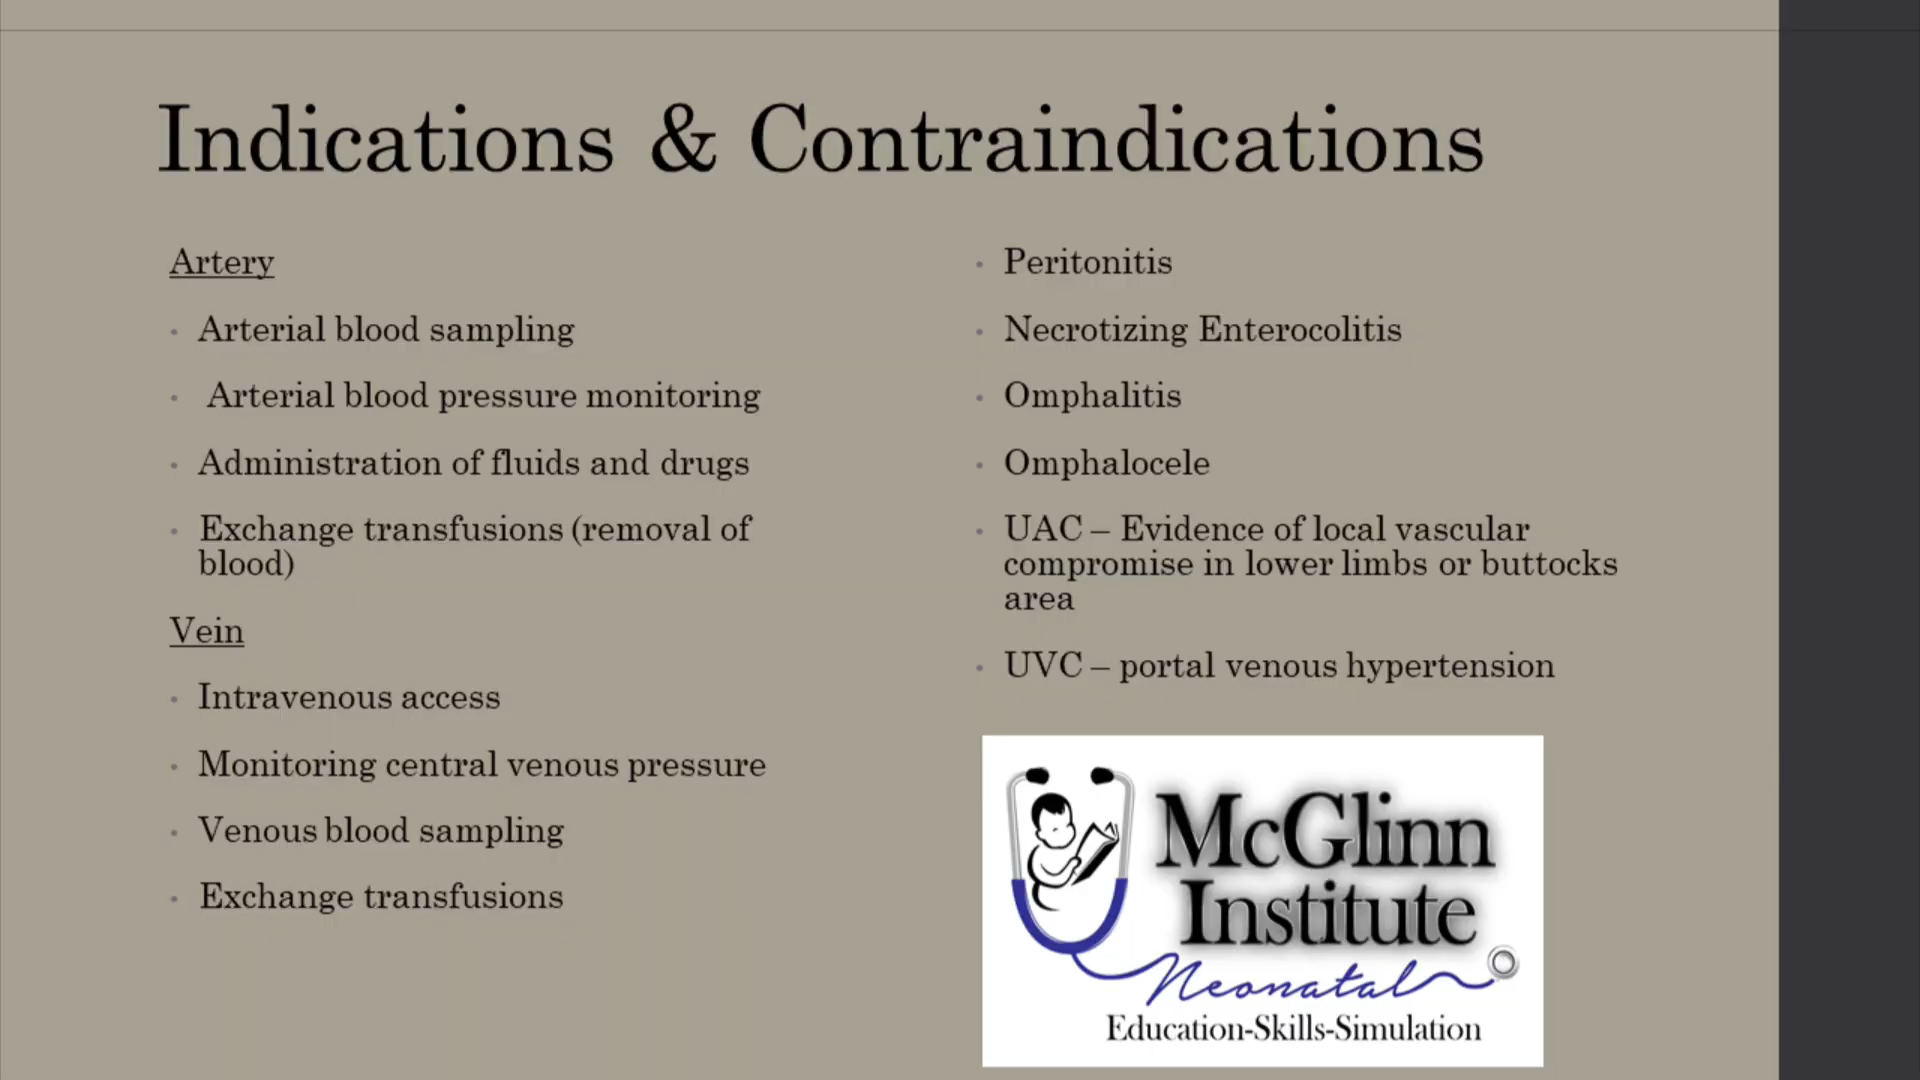 Indications & Contraindications
Artery
Arterial blood sampling
Arterial blood pressure monitoring
Administration of fluids and drugs
Exchange transfusions (removal of
blood)
Vein
Intravenous access
Monitoring central venous pressure
Venous blood sampling
Exchange transfusions
Peritonitis
Necrotizing Enterocolitis
Omphalitis
Omphalocele
UAC – Evidence of local vascular
compromise in lower limbs or buttocks
area
UVC – portal venous hypertension
McGlinn
Institute
Neonatal
Education-Skills-Simulation